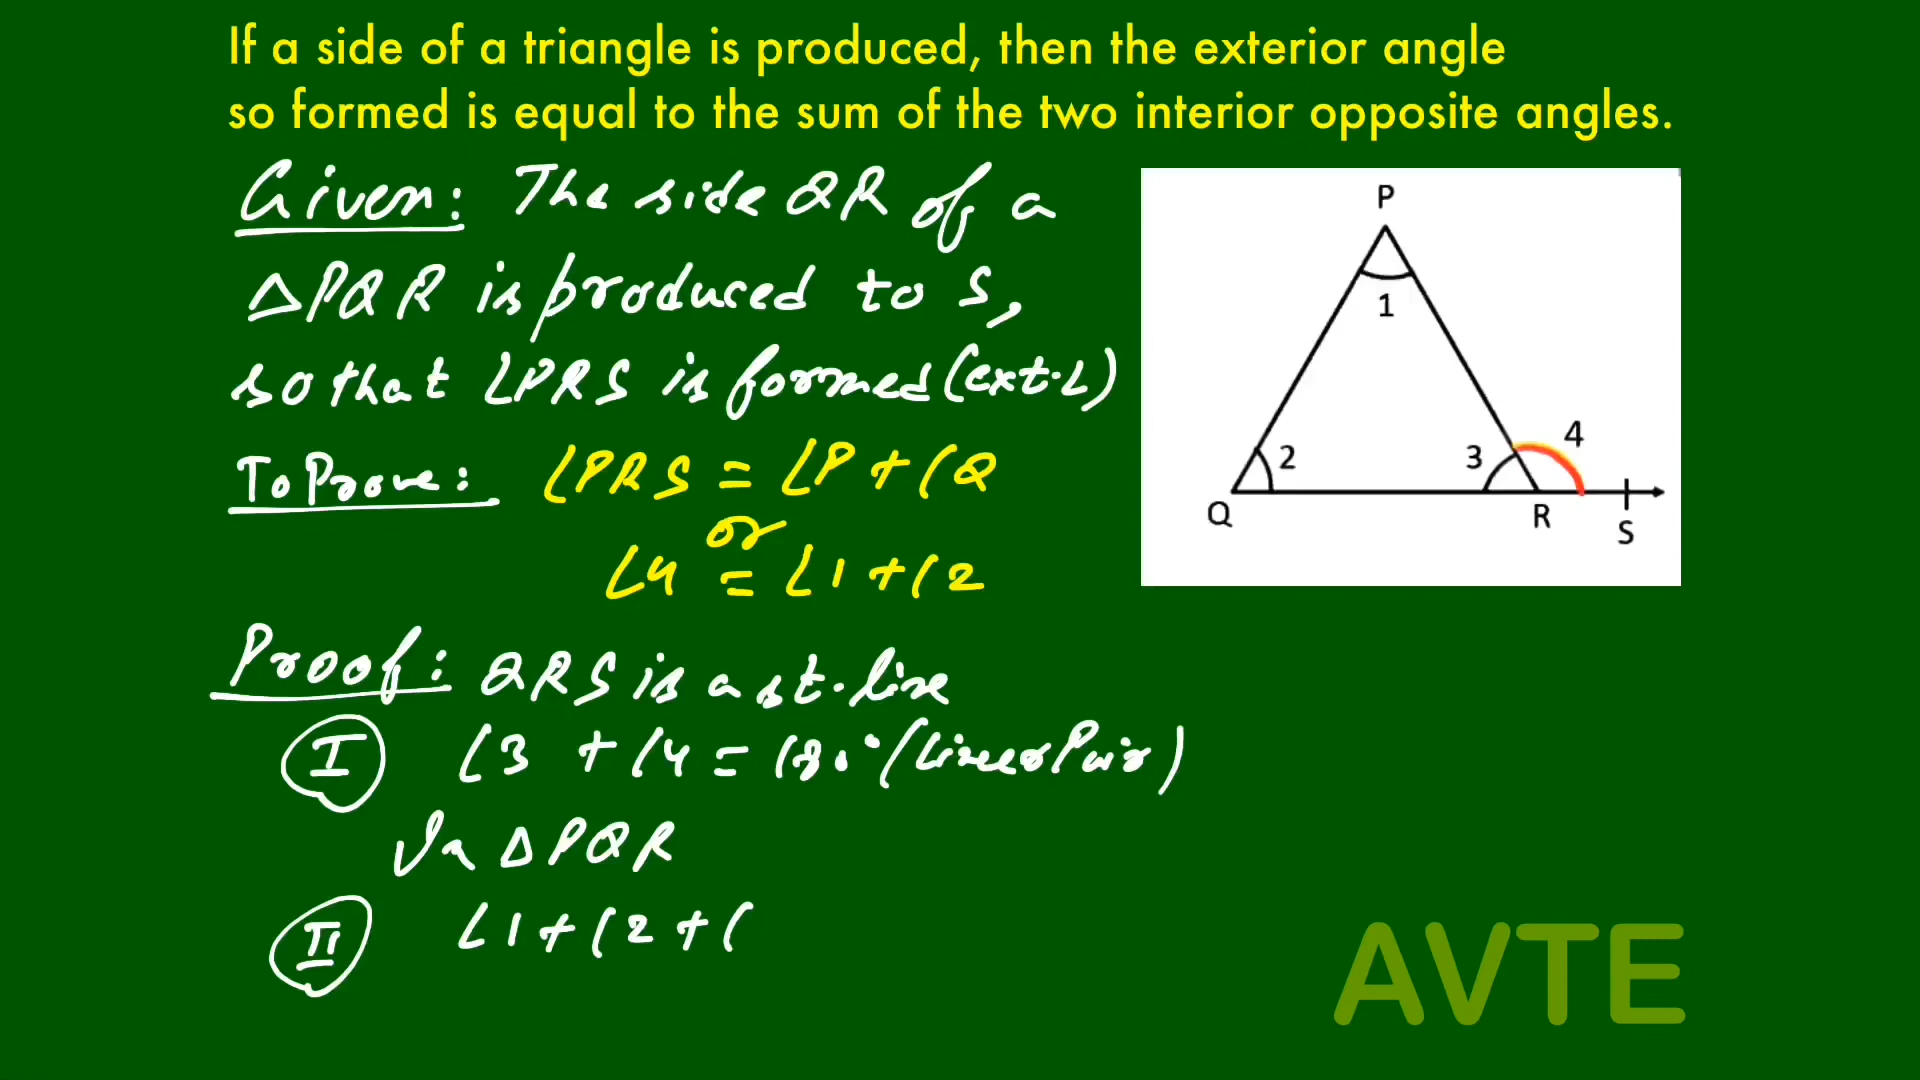 If a side of a triangle is produced, then the exterior angle
so formed is equal to the sum of the two interior opposite angles.
Given: The side QR of a
△PQR is produced to S,
so that ∠PRS is formed (ext.∠)
To Prove: ∠PRS = ∠P + ∠Q
or
∠4 = ∠1 + ∠2
Proof: QRS is a st. line
I ∠3 + ∠4 = 180° (Linear Pair)
In △PQR
II ∠1 + ∠2 + ∠
P
1
2
3
4
Q
R
S
AVTE